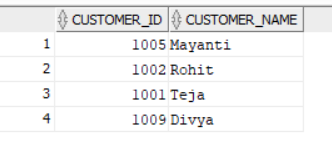 CUSTOMER_ID CUSTOMER_NAME
1 1005 Mayanti
2 1002 Rohit
3 1001 Teja
4 1009 Divya